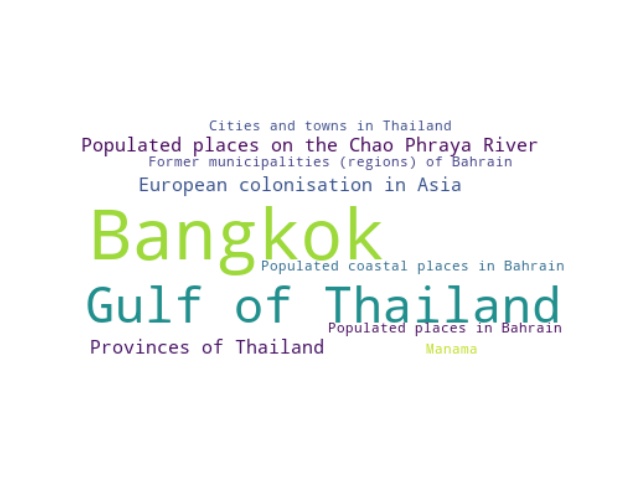 Cities and towns in Thailand
Populated places on the Chao Phraya River
Former municipalities (regions) of Bahrain
European colonisation in Asia
Bangkok
Populated coastal places in Bahrain
Gulf of Thailand
Populated places in Bahrain
Provinces of Thailand
Manama